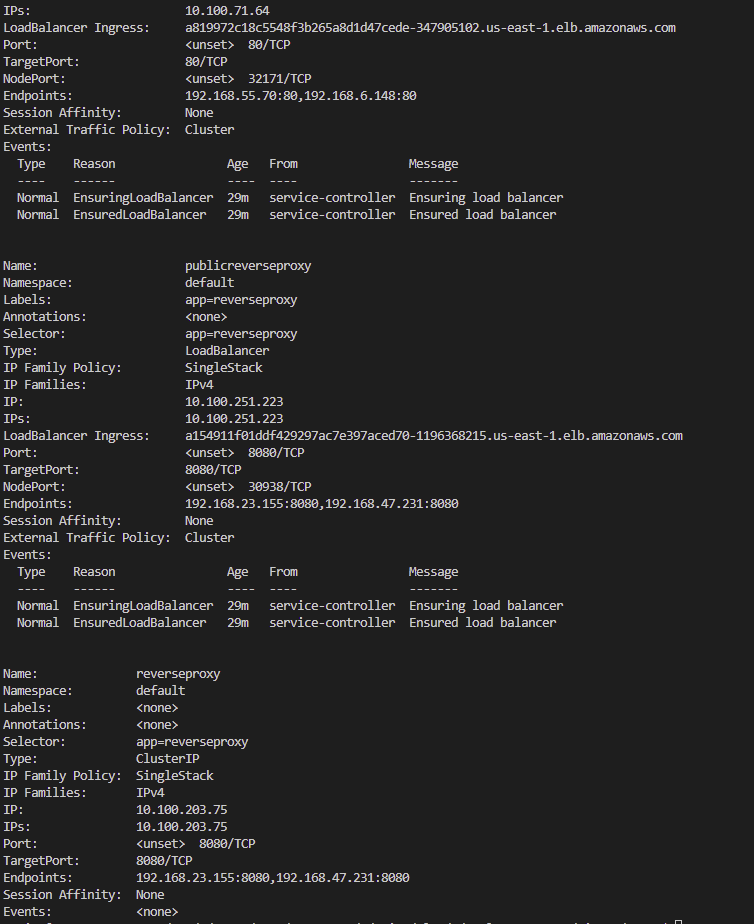 IPs:                      10.100.71.64
LoadBalancer Ingress:     a819972c18c5548f3b265a8d1d47cede-347905102.us-east-1.elb.amazonaws.com
Port:                     <unset>  80/TCP
TargetPort:               80/TCP
NodePort:                 <unset>  32171/TCP
Endpoints:                192.168.55.70:80,192.168.6.148:80
Session Affinity:         None
External Traffic Policy:  Cluster
Events:
  Type    Reason                Age   From                Message
  ----    ------                ----  ----                -------
  Normal  EnsuringLoadBalancer  29m   service-controller  Ensuring load balancer
  Normal  EnsuredLoadBalancer   29m   service-controller  Ensured load balancer
Name:                     publicreverseproxy
Namespace:                default
Labels:                   app=reverseproxy
Annotations:              <none>
Selector:                 app=reverseproxy
Type:                     LoadBalancer
IP Family Policy:         SingleStack
IP Families:              IPv4
IP:                       10.100.251.223
IPs:                      10.100.251.223
LoadBalancer Ingress:     a154911f01ddf429297ac7e397aced70-1196368215.us-east-1.elb.amazonaws.com
Port:                     <unset>  8080/TCP
TargetPort:               8080/TCP
NodePort:                 <unset>  30938/TCP
Endpoints:                192.168.23.155:8080,192.168.47.231:8080
Session Affinity:         None
External Traffic Policy:  Cluster
Events:
  Type    Reason                Age   From                Message
  ----    ------                ----  ----                -------
  Normal  EnsuringLoadBalancer  29m   service-controller  Ensuring load balancer
  Normal  EnsuredLoadBalancer   29m   service-controller  Ensured load balancer
Name:              reverseproxy
Namespace:         default
Labels:            <none>
Annotations:       <none>
Selector:          app=reverseproxy
Type:              ClusterIP
IP Family Policy:  SingleStack
IP Families:       IPv4
IP:                10.100.203.75
IPs:               10.100.203.75
Port:              <unset>  8080/TCP
TargetPort:        8080/TCP
Endpoints:         192.168.23.155:8080,192.168.47.231:8080
Session Affinity:  None
Events:            <none>